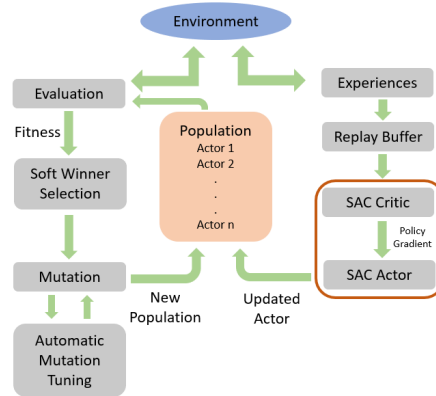 Environment
Evaluation
Fitness
Soft Winner
Selection
Mutation
Automatic
Mutation
Tuning
New
Population
Population
Actor 1
Actor 2
.
.
.
Actor n
Updated
Actor
Experiences
Replay Buffer
SAC Critic
Policy
Gradient
SAC Actor